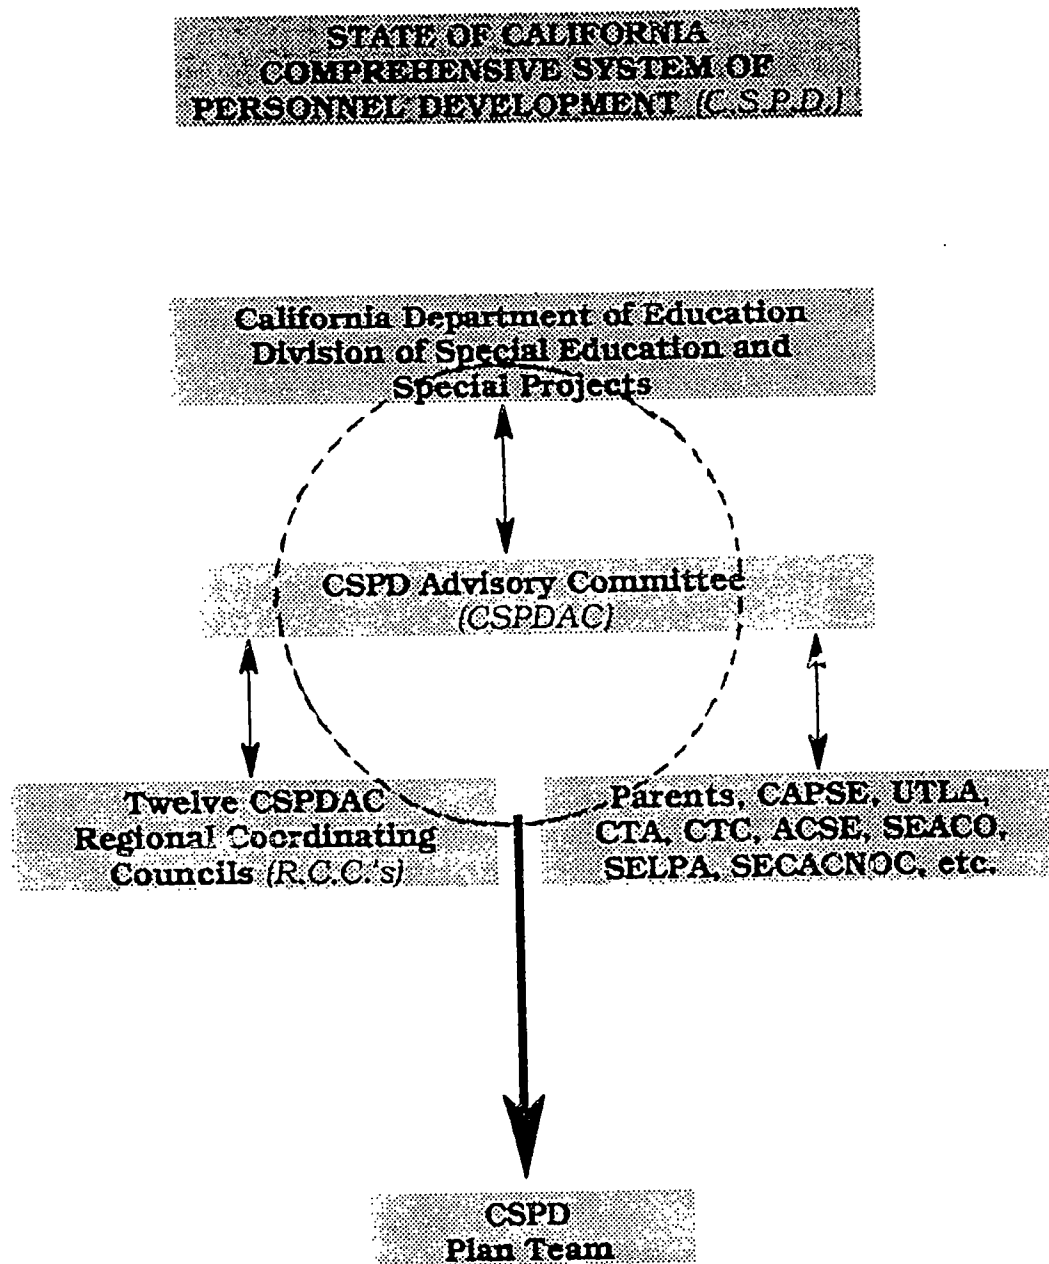 STATE OF CALIFORNIA
COMPREHENSIVE SYSTEM OF
PERSONNEL DEVELOPMENT (C.S.P.D.)
California Department of Education
Division of Special Education and
Special Projects
CSPD Advisory Committee
(CSPDAC)
Twelve CSPDAC
Regional Coordinating
Councils (R.C.C.'s)
Parents, CAPSE, UTLA,
CTA, CTC, ACSE, SEACO,
SELPA, SECACNOC, etc.
CSPD
Plan Team